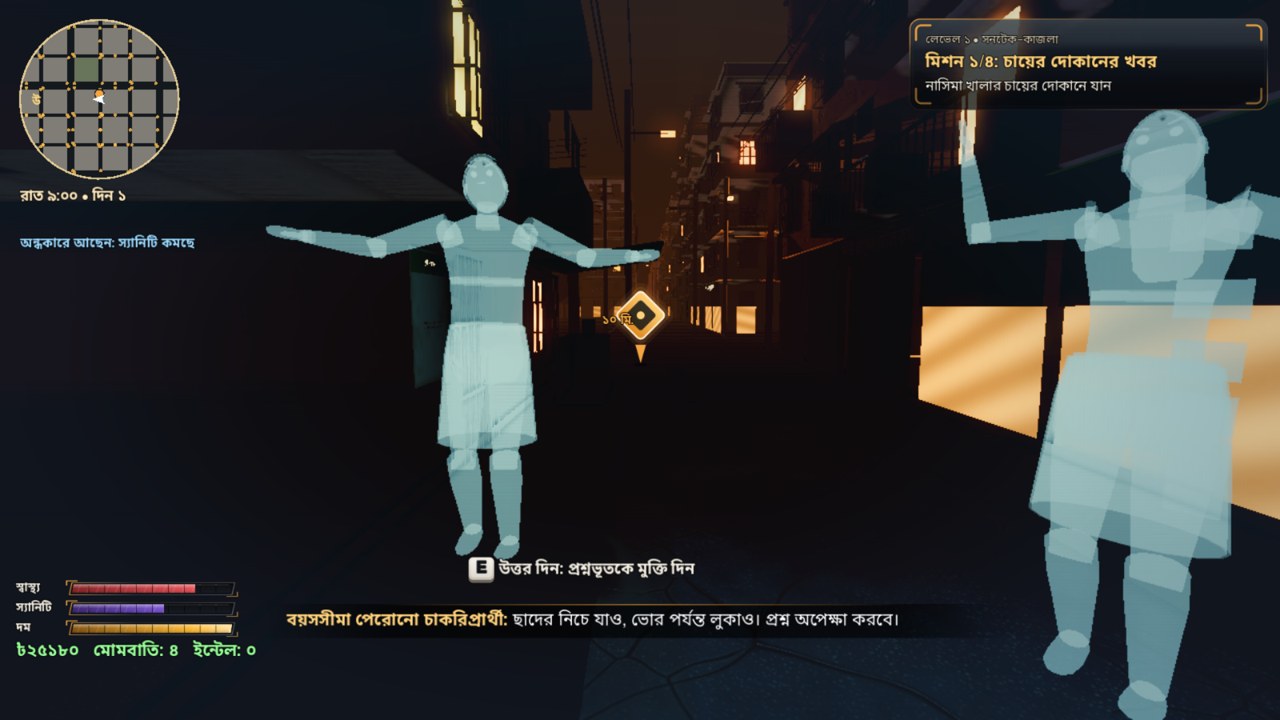 লেভেল ১ • সনটেক-কাজলা
মিশন ১/৪: চায়ের দোকানের খবর
নাসিমা খালার চায়ের দোকানে যান
উ
রাত ৯:০০ • দিন ১
অন্ধকারে আছেন: স্যানিটি কমছে
১০ মি.
E উত্তর দিন: প্রশ্নভূতকে মুক্তি দিন
বয়সসীমা পেরোনো চাকরিপ্রার্থী: ছাদের নিচে যাও, ভোর পর্যন্ত লুকাও। প্রশ্ন অপেক্ষা করবে।
স্বাস্থ্য
স্যানিটি
দম
৳২৫১৮০ মোমবাতি: ৪ ইন্টেল: ০